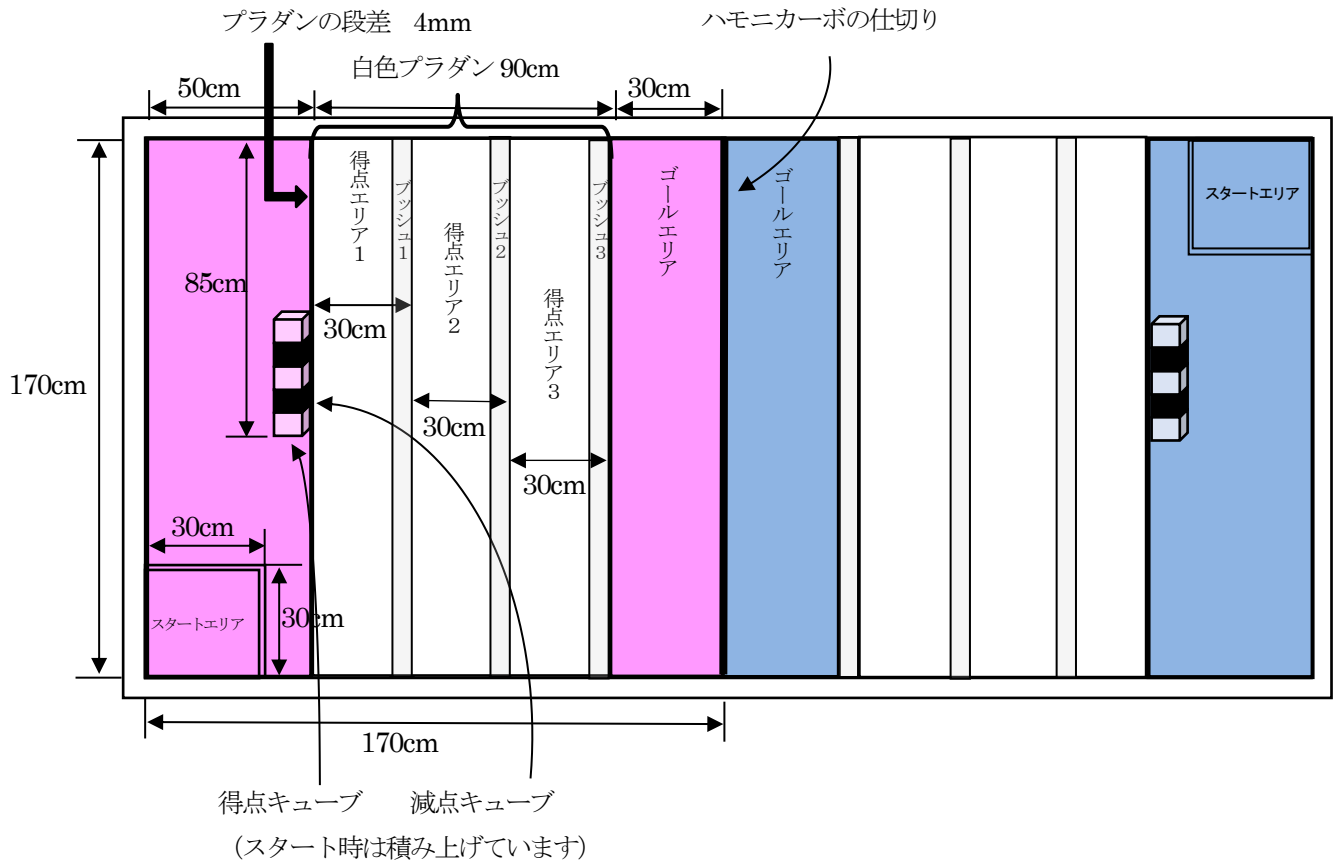 プラダンの段差 4mm
ハモニカーボの仕切り
白色プラダン 90cm
50cm
30cm
得点エリア1
ブッシュ1
得点エリア2
ブッシュ2
得点エリア3
ブッシュ3
ゴールエリア
ゴールエリア
スタートエリア
85cm
30cm
170cm
30cm
30cm
30cm
スタートエリア
30cm
170cm
得点キューブ
減点キューブ
(スタート時は積み上げています)